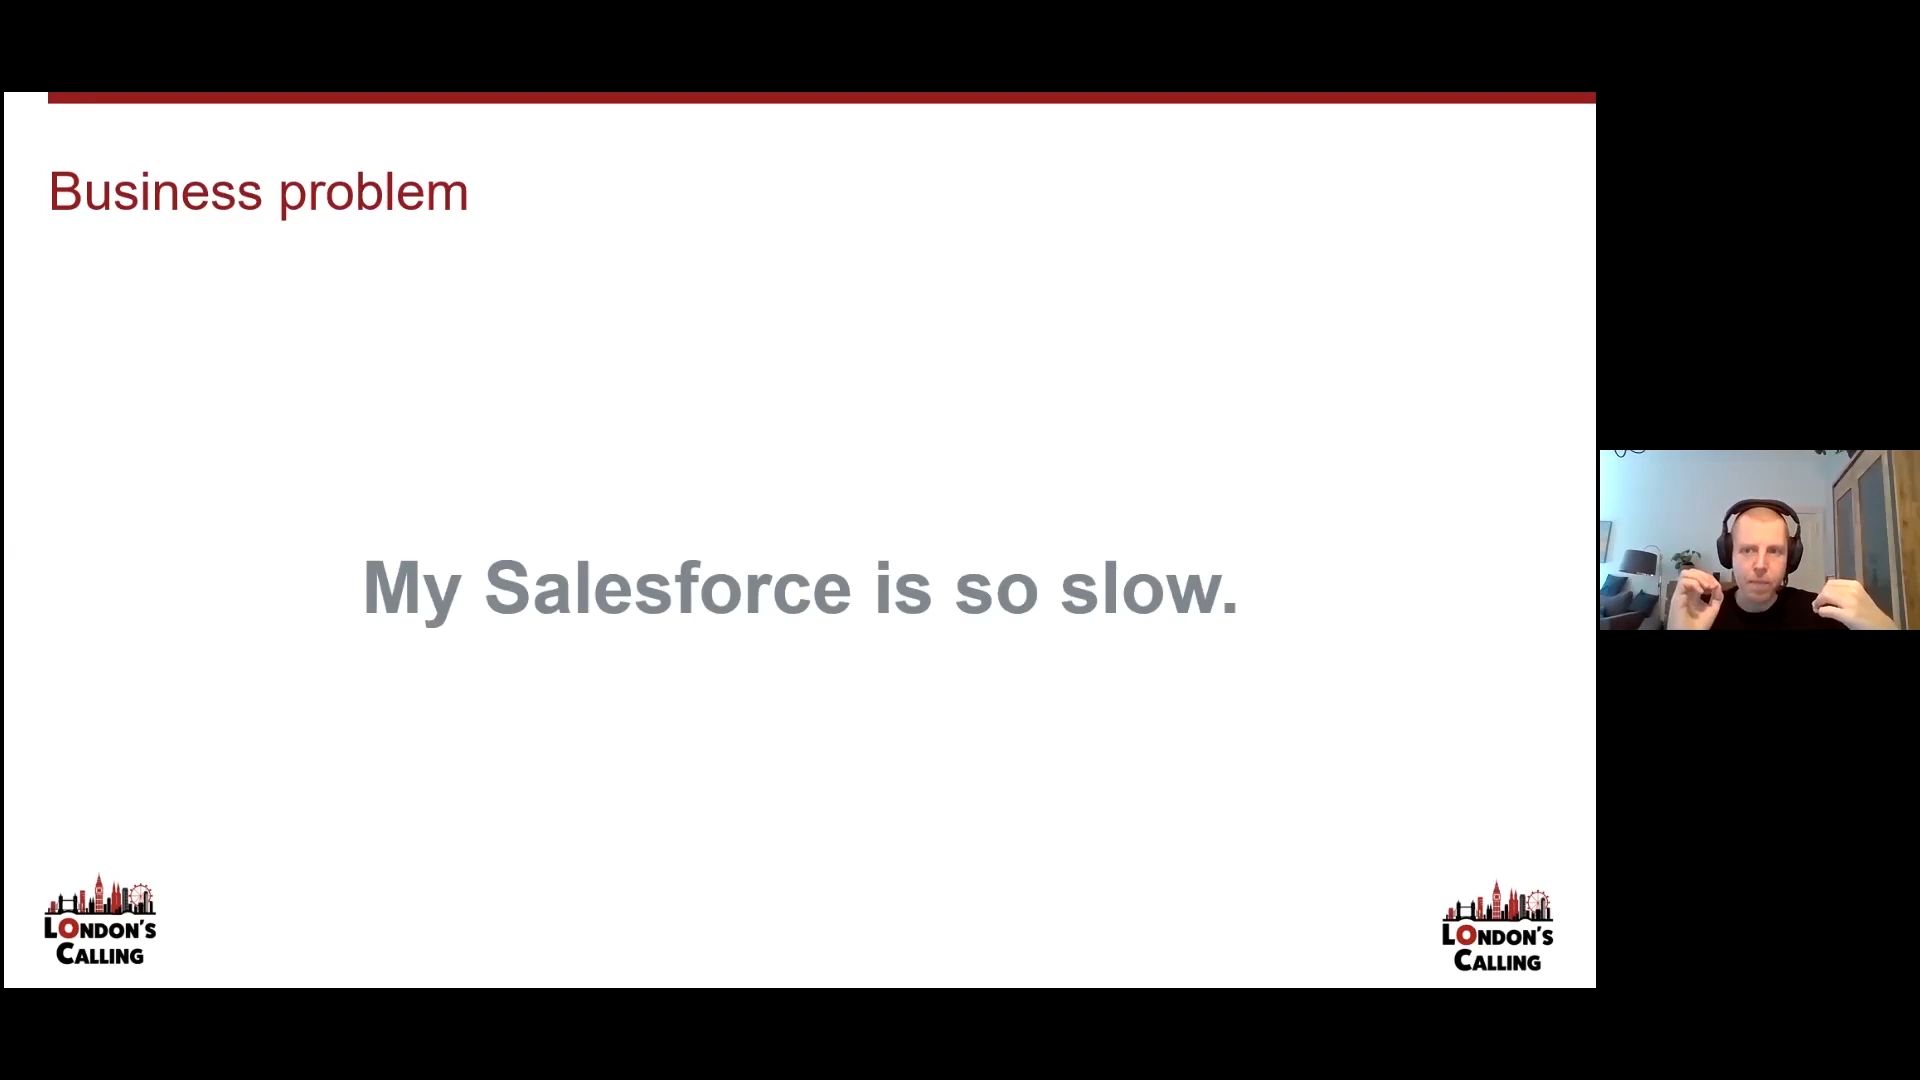 Business problem
My Salesforce is so slow.
LONDON'S
CALLING
LONDON'S
CALLING